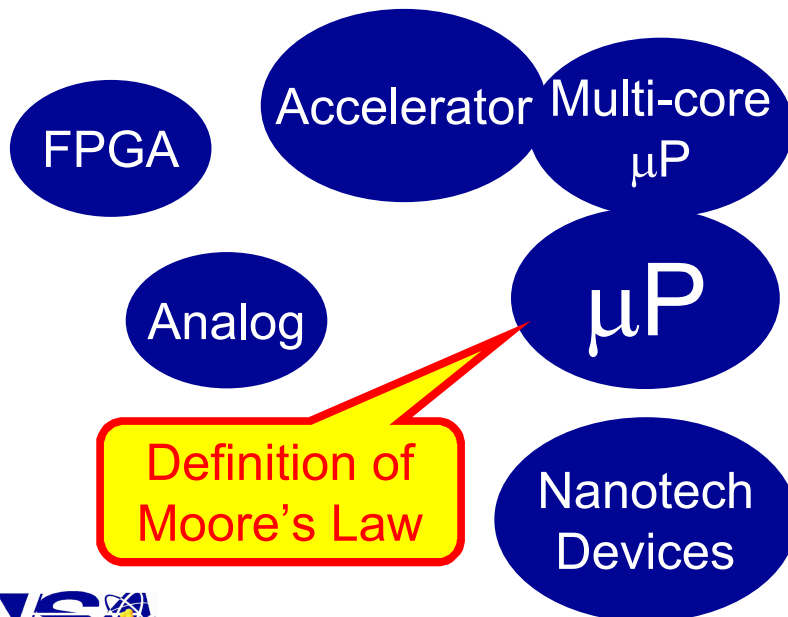 Accelerator
Multi-core
μP
FPGA
μP
Analog
Definition of
Moore's Law
Nanotech
Devices